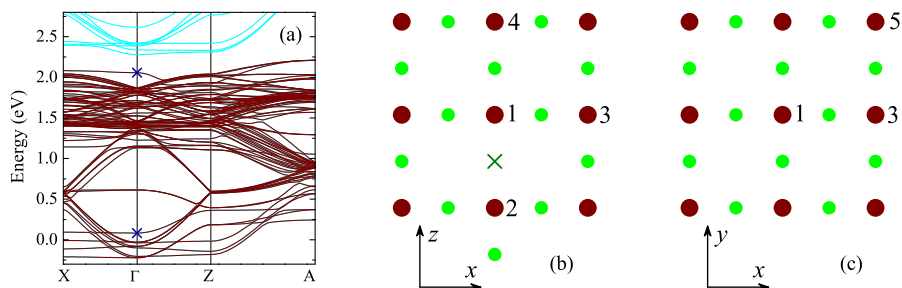 (a)
Energy (eV)
2.5
2.0
1.5
1.0
0.5
0.0
X Γ Z A
4
1 3
2
z
x
(b)
5
1 3
y
x
(c)